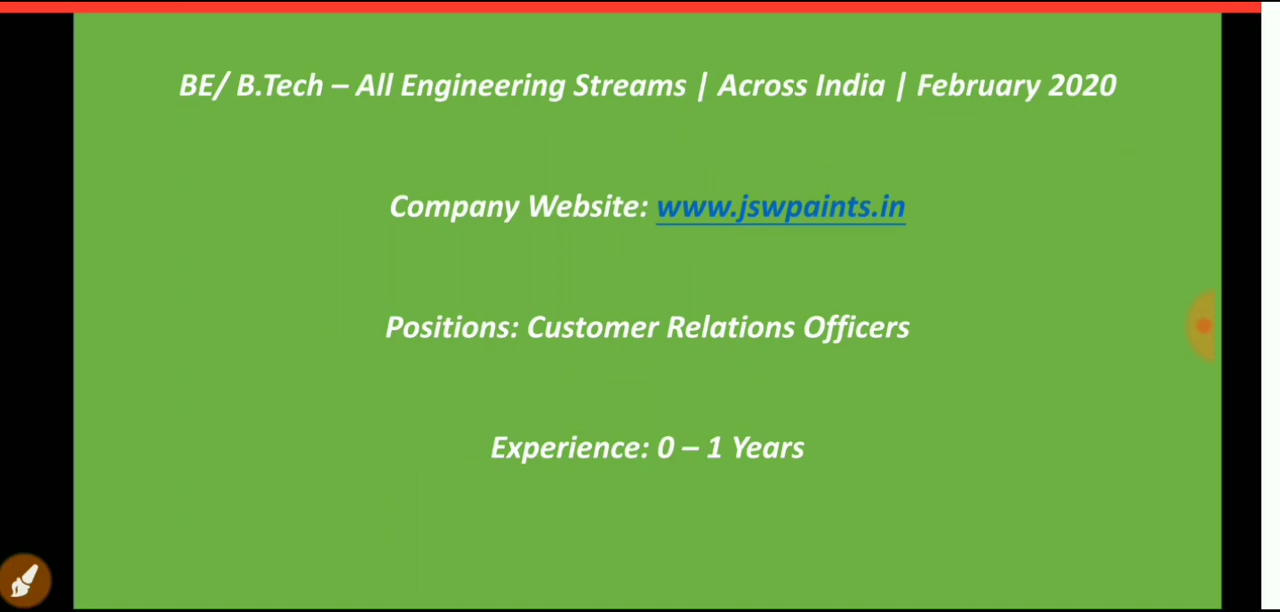 BE/ B.Tech – All Engineering Streams | Across India | February 2020
Company Website: www.jswpaints.in
Positions: Customer Relations Officers
Experience: 0 – 1 Years